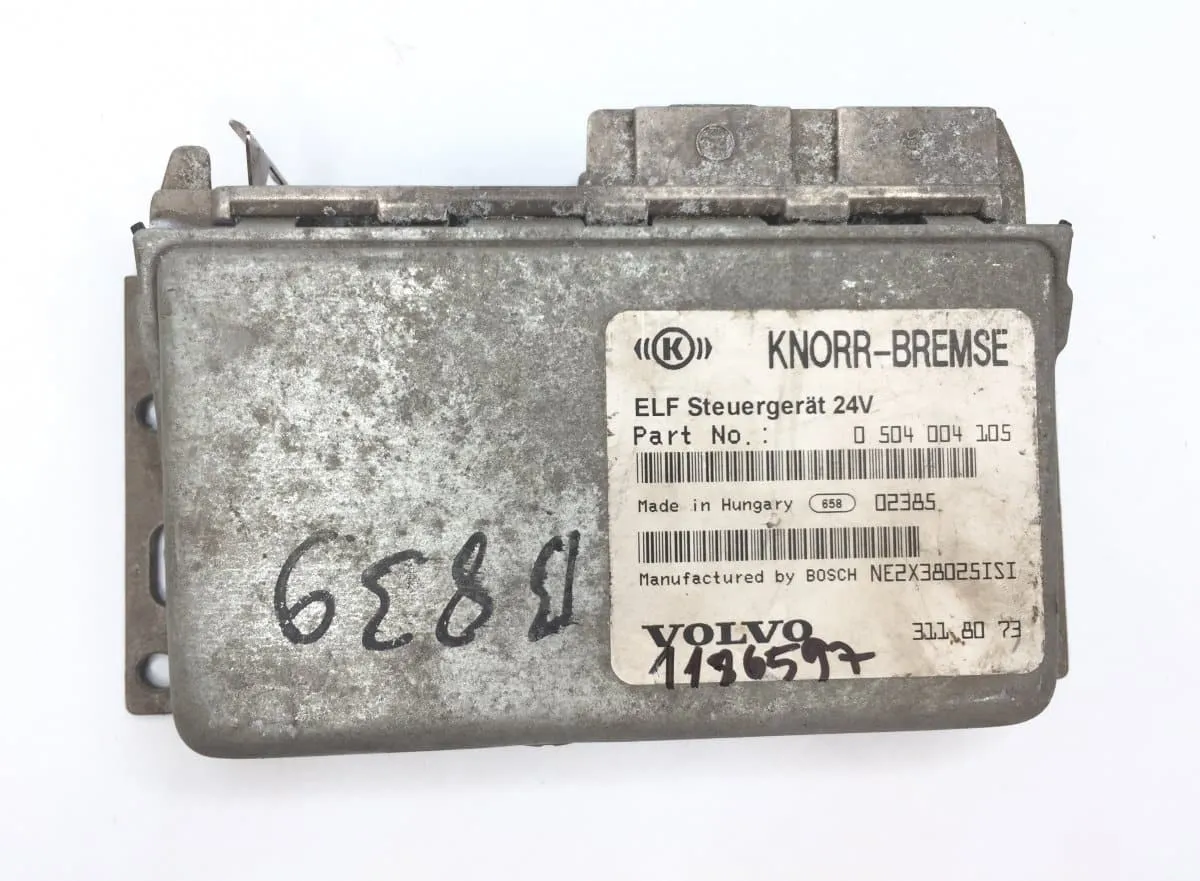 K KNORR-BREMSE
ELF Steuergerät 24V
Part No.: 0 504 004 105
Made in Hungary 658 02385
Manufactured by BOSCH NE2X38025ISI
VOLVO 311 80 73
1186597
B839